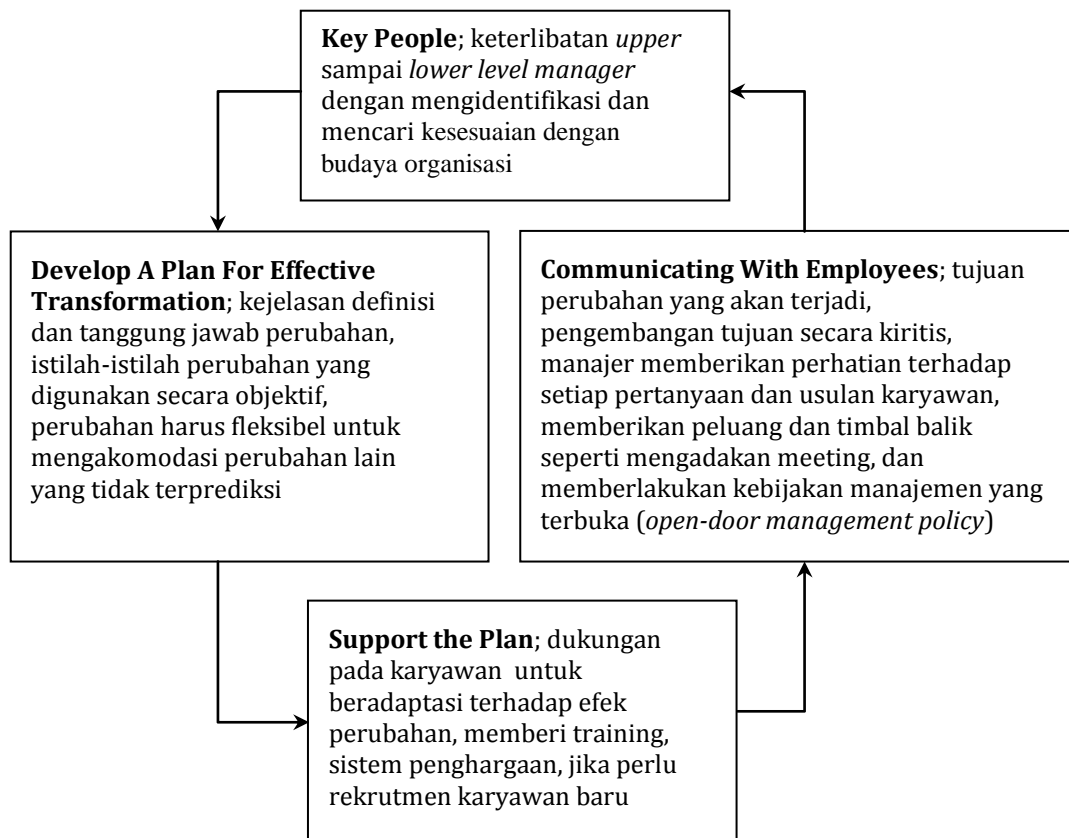 Key People; keterlibatan upper
sampai lower level manager
dengan mengidentifikasi dan
mencari kesesuaian dengan
budaya organisasi
Develop A Plan For Effective
Transformation; kejelasan definisi
dan tanggung jawab perubahan,
istilah-istilah perubahan yang
digunakan secara objektif,
perubahan harus fleksibel untuk
mengakomodasi perubahan lain
yang tidak terprediksi
Communicating With Employees; tujuan
perubahan yang akan terjadi,
pengembangan tujuan secara kiritis,
manajer memberikan perhatian terhadap
setiap pertanyaan dan usulan karyawan,
memberikan peluang dan timbal balik
seperti mengadakan meeting, dan
memberlakukan kebijakan manajemen yang
terbuka (open-door management policy)
Support the Plan; dukungan
pada karyawan untuk
beradaptasi terhadap efek
perubahan, memberi training,
sistem penghargaan, jika perlu
rekrutmen karyawan baru